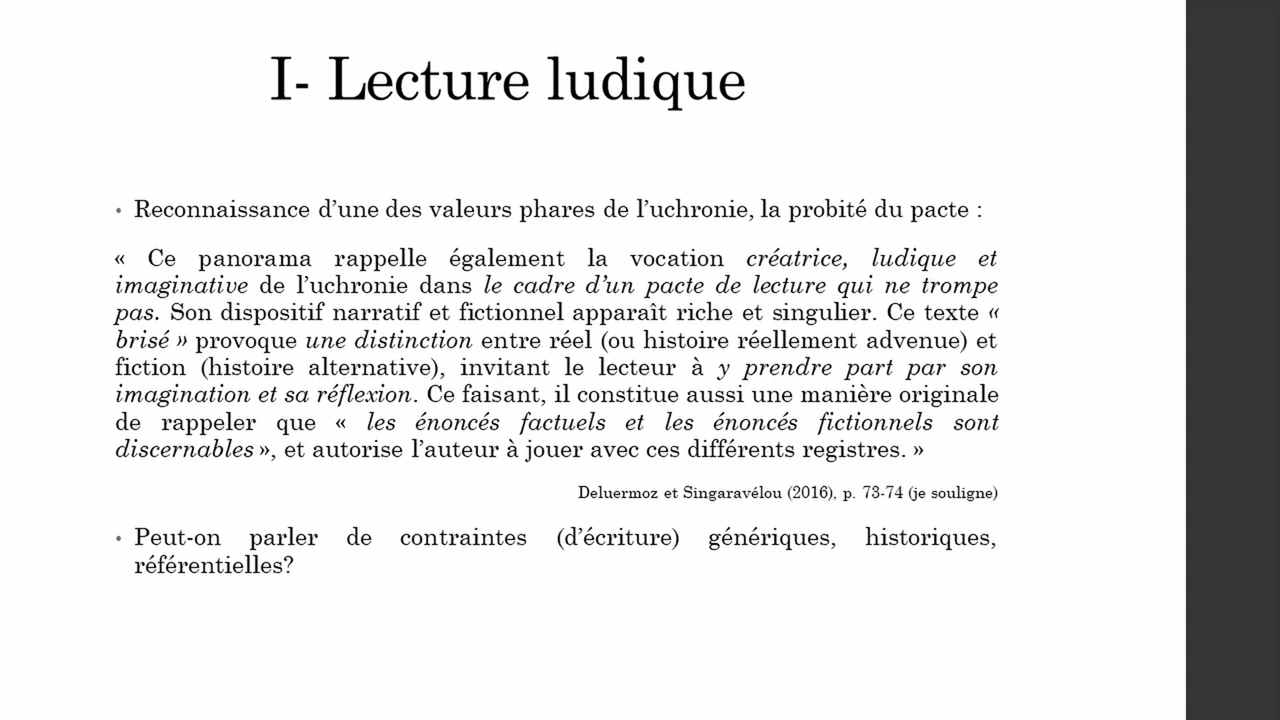 I- Lecture ludique
• Reconnaissance d’une des valeurs phares de l’uchronie, la probité du pacte :
« Ce panorama rappelle également la vocation créatrice, ludique et
imaginative de l’uchronie dans le cadre d’un pacte de lecture qui ne trompe
pas. Son dispositif narratif et fictionnel apparaît riche et singulier. Ce texte «
brisé » provoque une distinction entre réel (ou histoire réellement advenue) et
fiction (histoire alternative), invitant le lecteur à y prendre part par son
imagination et sa réflexion. Ce faisant, il constitue aussi une manière originale
de rappeler que « les énoncés factuels et les énoncés fictionnels sont
discernables », et autorise l’auteur à jouer avec ces différents registres. »
Deluermoz et Singaravélou (2016), p. 73-74 (je souligne)
• Peut-on parler de contraintes (d’écriture) génériques, historiques,
référentielles?